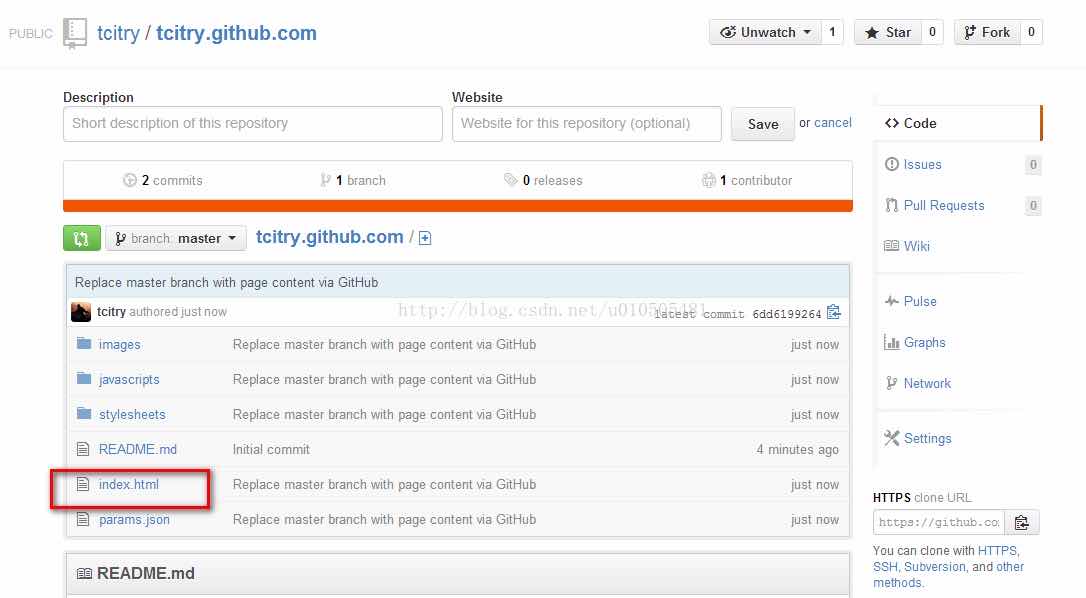 PUBLIC tcitry / tcitry.github.com Unwatch 1 Star 0 Fork 0
Description Website
Short description of this repository Website for this repository (optional) Save or cancel
2 commits 1 branch 0 releases 1 contributor
branch: master tcitry.github.com /
Replace master branch with page content via GitHub
tcitry authored just now latest commit 6dd6199264
http://blog.csdn.net/u010505481
images Replace master branch with page content via GitHub just now
javascripts Replace master branch with page content via GitHub just now
stylesheets Replace master branch with page content via GitHub just now
README.md Initial commit 4 minutes ago
index.html Replace master branch with page content via GitHub just now
params.json Replace master branch with page content via GitHub just now
README.md
Code
Issues 0
Pull Requests 0
Wiki
Pulse
Graphs
Network
Settings
HTTPS clone URL
https://github.co
You can clone with HTTPS,
SSH, Subversion, and other
methods.